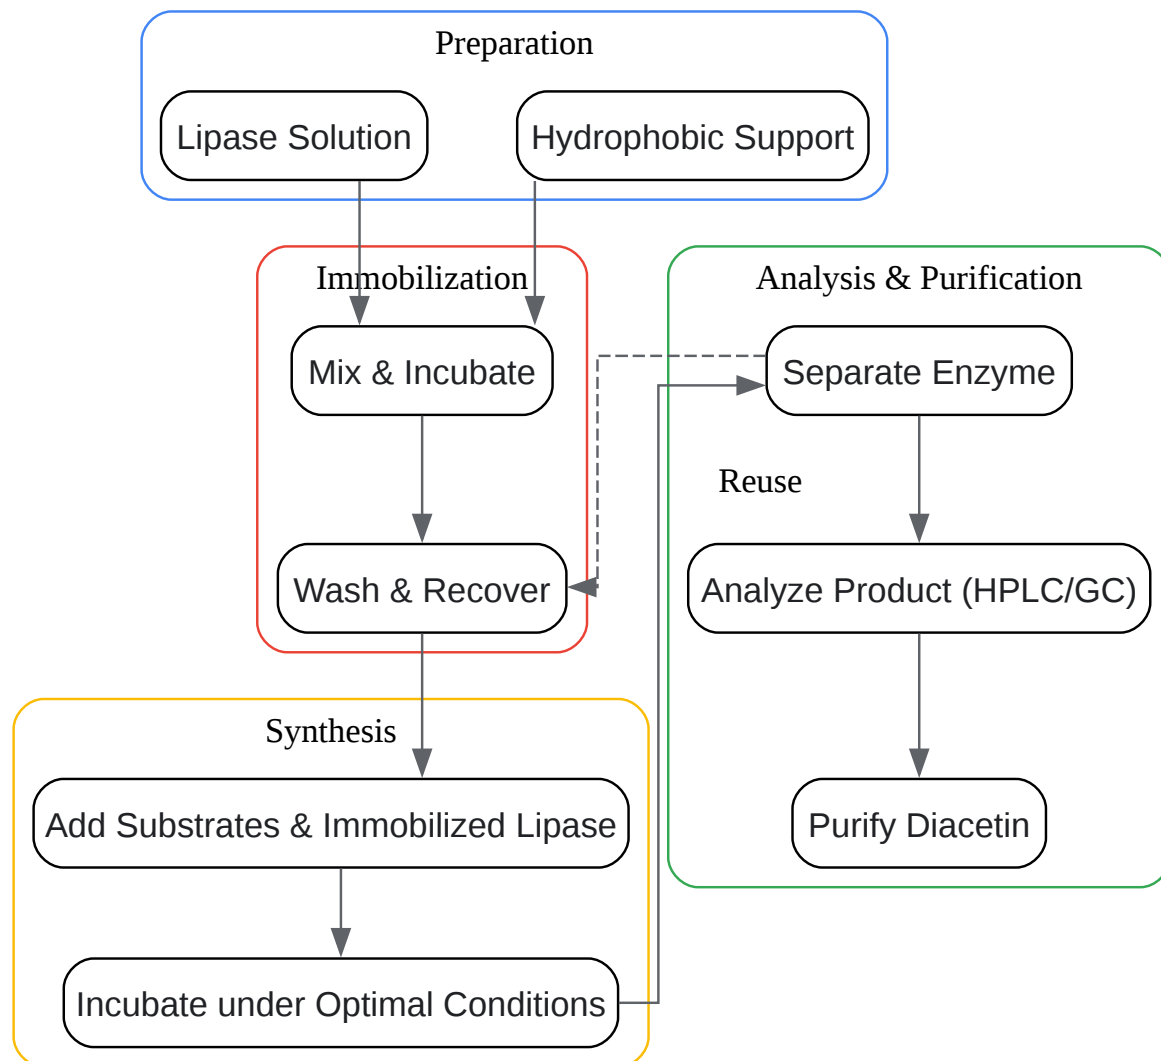 Preparation
Lipase Solution
Hydrophobic Support
Immobilization
Mix & Incubate
Wash & Recover
Synthesis
Add Substrates & Immobilized Lipase
Incubate under Optimal Conditions
Analysis & Purification
Separate Enzyme
Reuse
Analyze Product (HPLC/GC)
Purify Diacetin